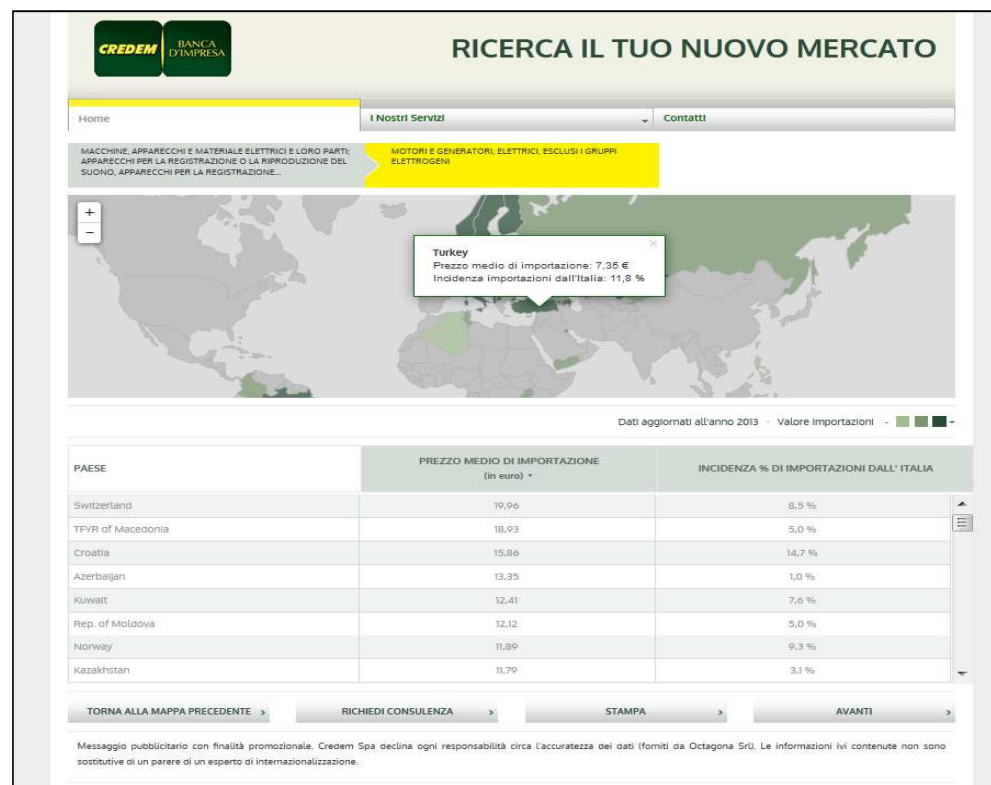 CREDEM BANCA
D'IMPRESA
RICERCA IL TUO NUOVO MERCATO
Home
I Nostri Servizi
Contatti
MACCHINE, APPARECCHI E MATERIALE ELETTRICI E LORO PARTI;
APPARECCHI PER LA REGISTRAZIONE O LA RIPRODUZIONE DEL
SUONO, APPARECCHI PER LA REGISTRAZIONE...
MOTORI E GENERATORI, ELETTRICI, ESCLUSI I GRUPPI
ELETTROGENI
+
−
×
Turkey
Prezzo medio di importazione: 7,35 €
Incidenza importazioni dall'Italia: 11,8 %
Dati aggiornati all'anno 2013 - Valore Importazioni - +
PAESE PREZZO MEDIO DI IMPORTAZIONE
(in euro)
INCIDENZA % DI IMPORTAZIONI DALL' ITALIA
Switzerland 19,96 8,5 %
TFYR of Macedonia 18,93 5,0 %
Croatia 15,86 14,7 %
Azerbaijan 13,35 1,0 %
Kuwait 12,41 7,6 %
Rep. of Moldova 12,12 5,0 %
Norway 11,89 9,3 %
Kazakhstan 11,79 3,1 %
TORNA ALLA MAPPA PRECEDENTE >
RICHIEDI CONSULENZA >
STAMPA >
AVANTI >
Messaggio pubblicitario con finalità promozionale. Credem Spa declina ogni responsabilità circa l'accuratezza dei dati (forniti da Octagona Srl). Le informazioni ivi contenute non sono
sostitutive di un parere di un esperto di internazionalizzazione.